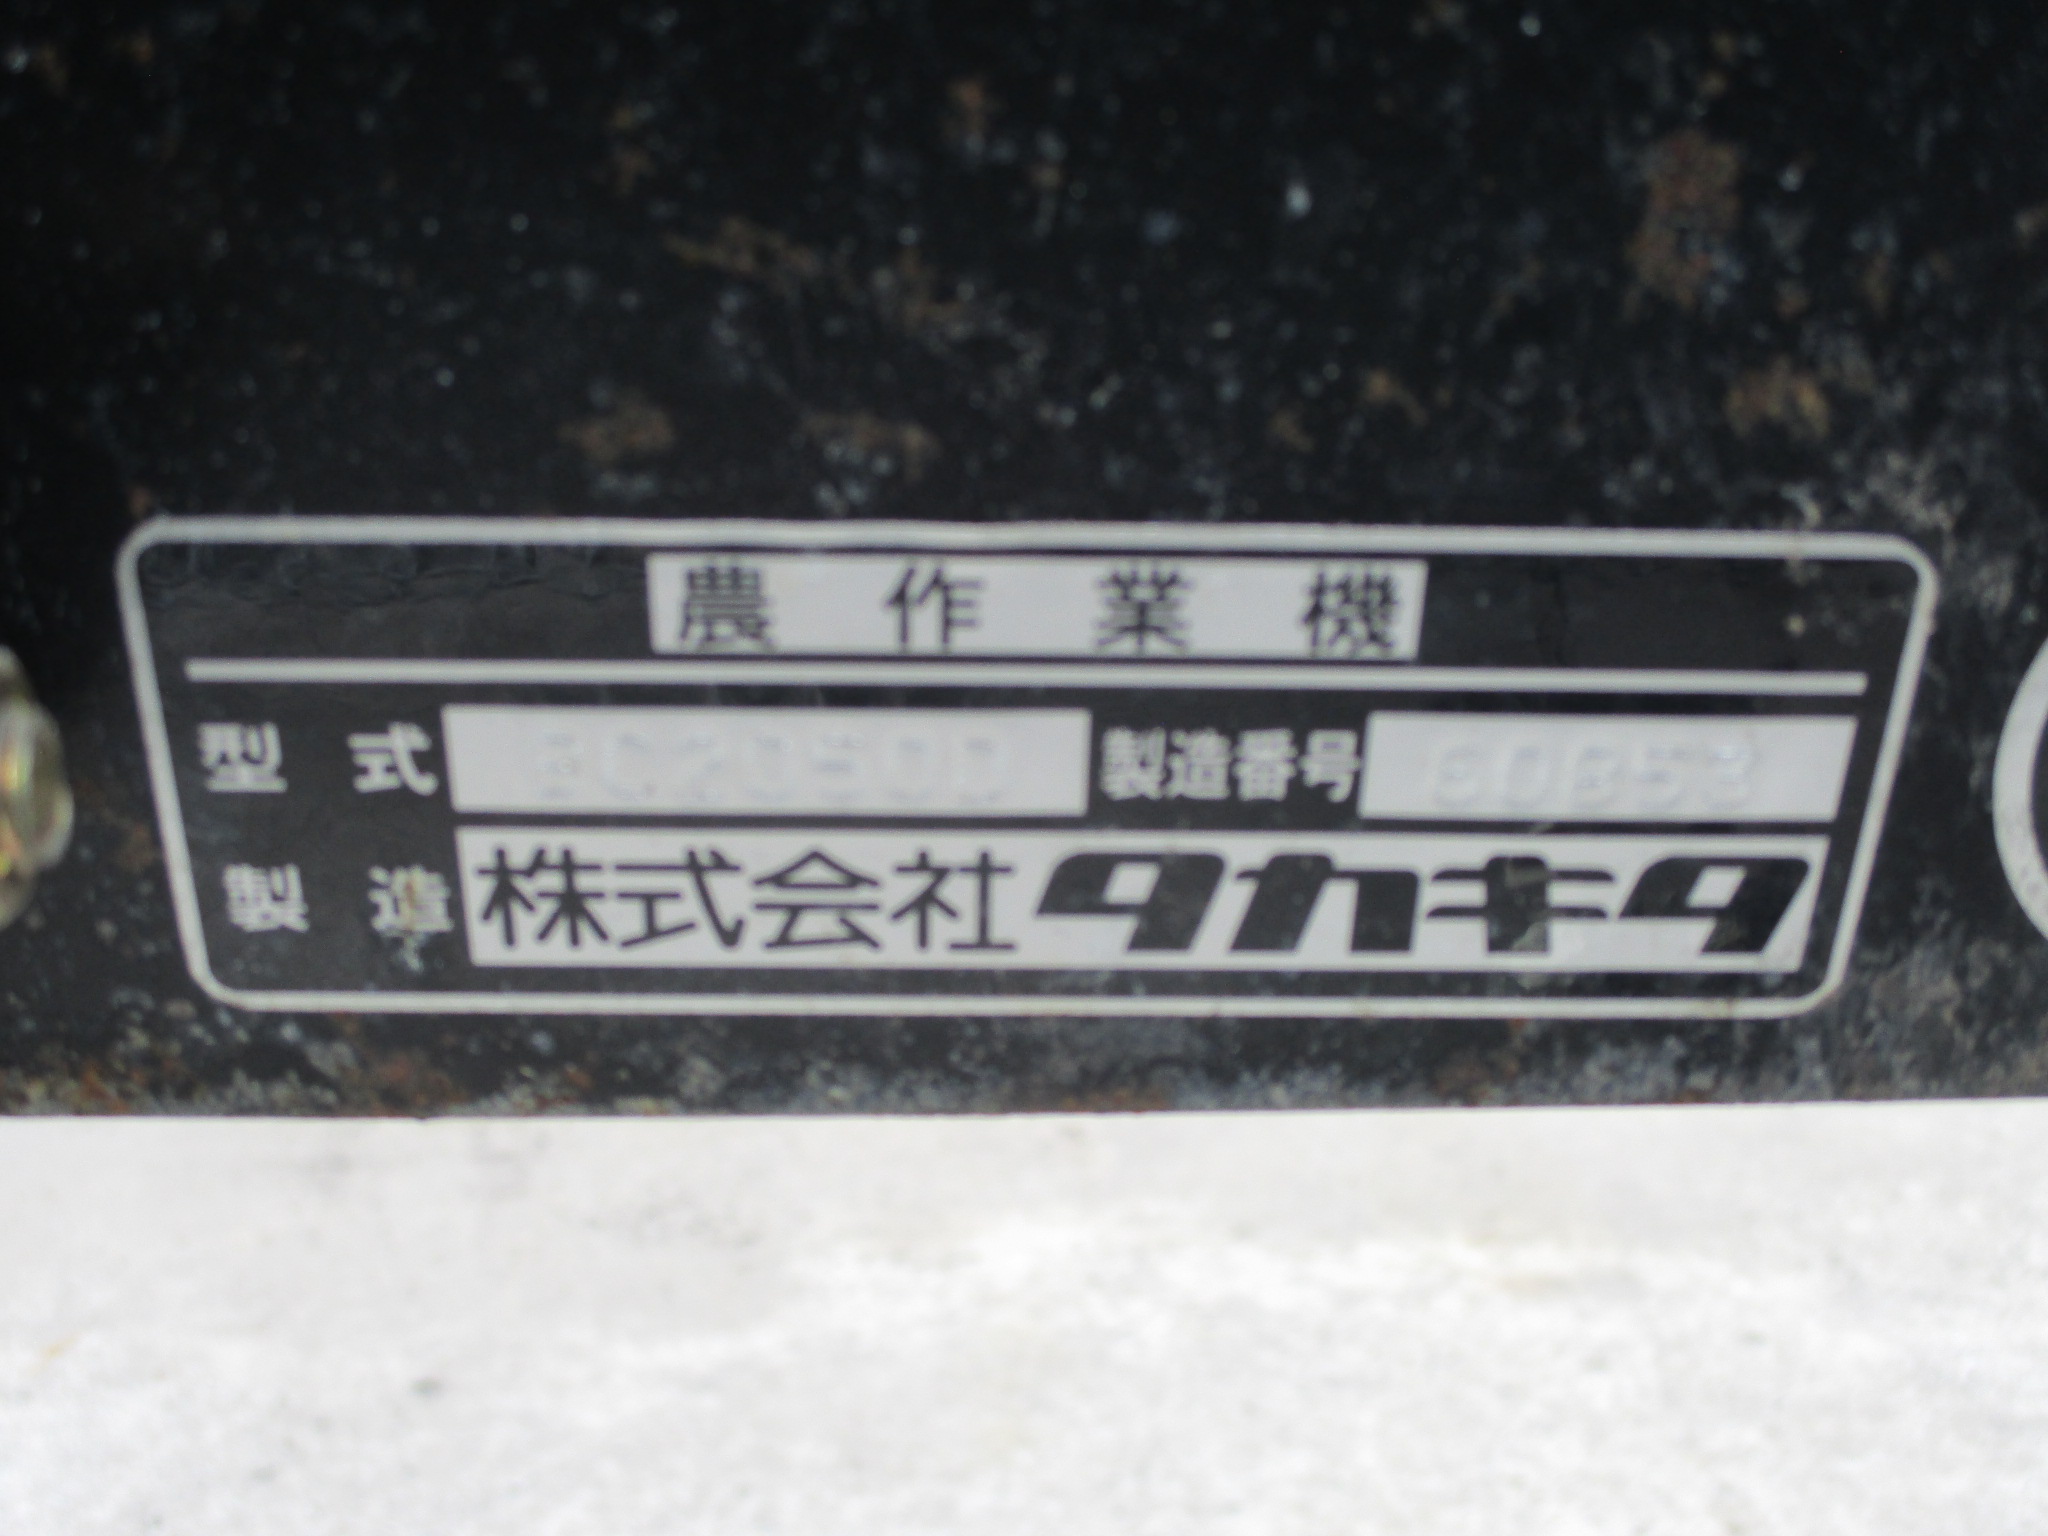 農作業機
型式 製造番号
製造 株式会社タカキタ